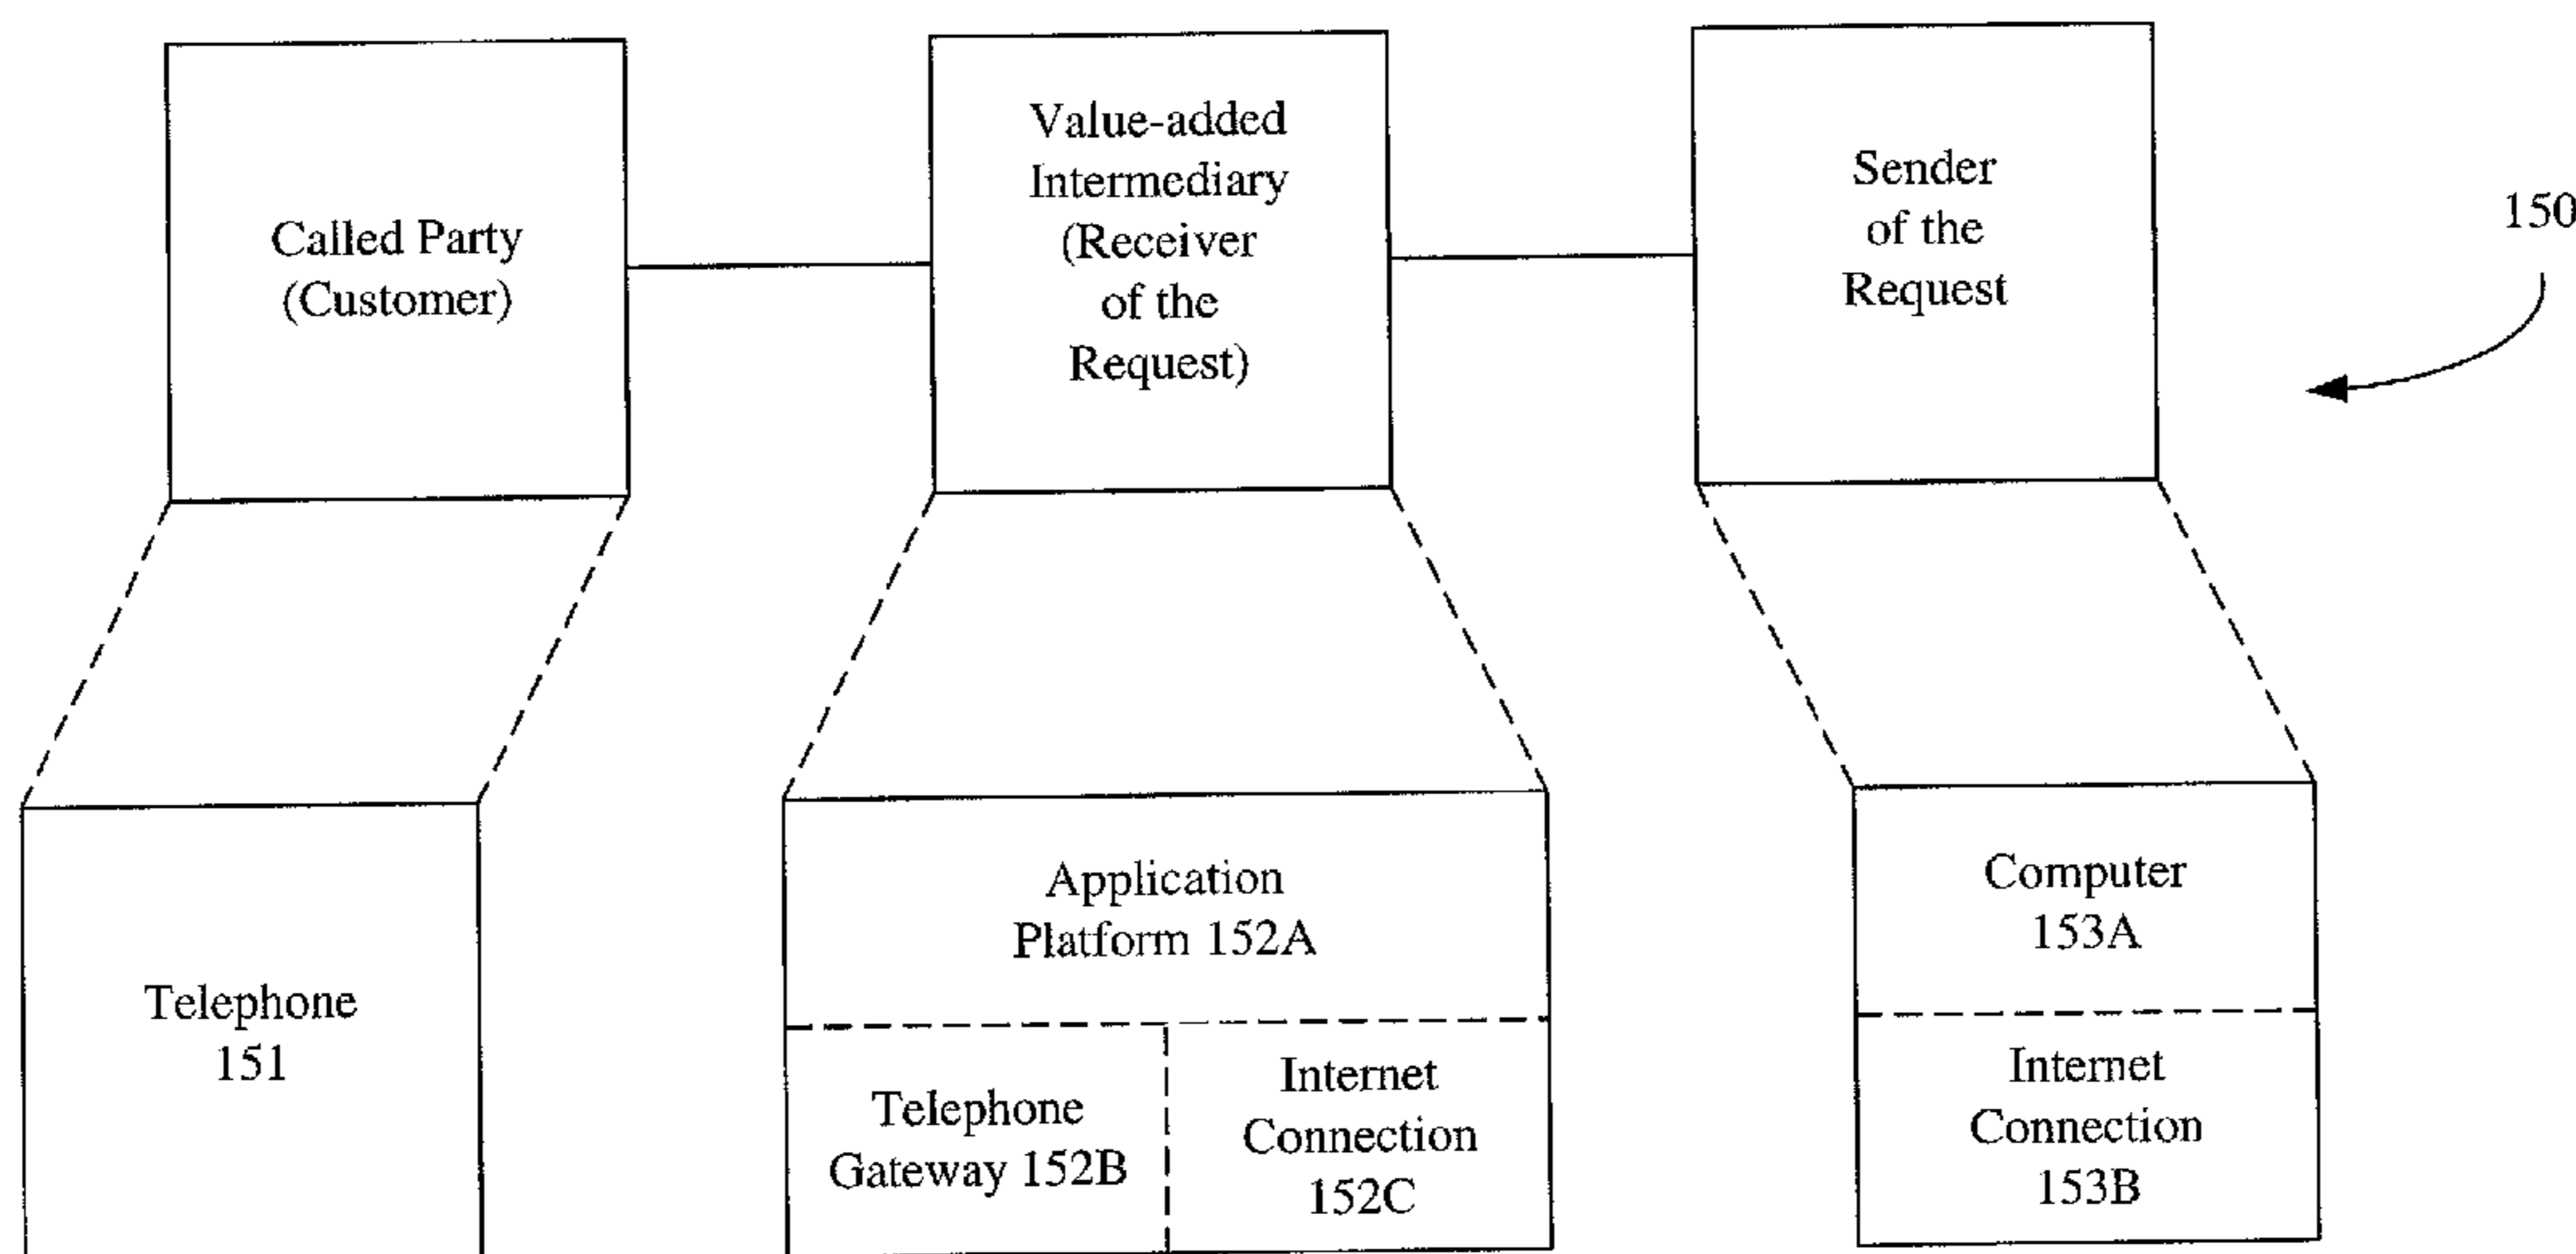 Called Party
(Customer)
Value-added
Intermediary
(Receiver
of the
Request)
Sender
of the
Request
150
Telephone
151
Application
Platform 152A
Telephone
Gateway 152B
Internet
Connection
152C
Computer
153A
Internet
Connection
153B